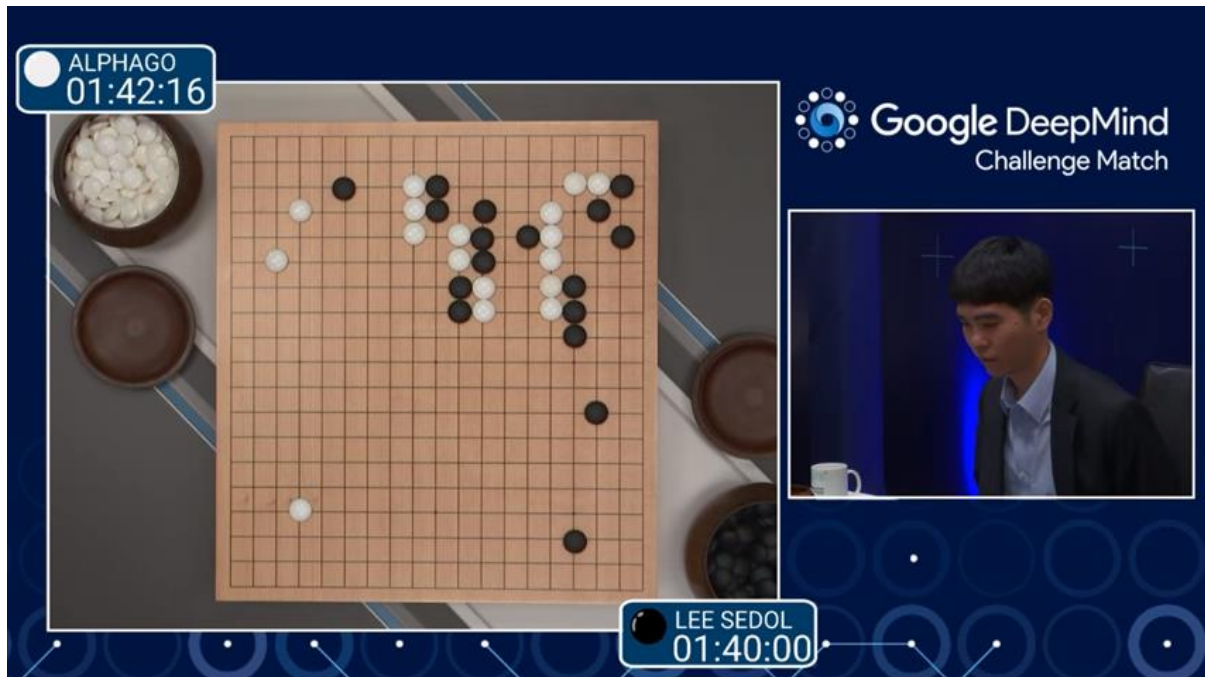 ALPHAGO
01:42:16
Google DeepMind
Challenge Match
LEE SEDOL
01:40:00